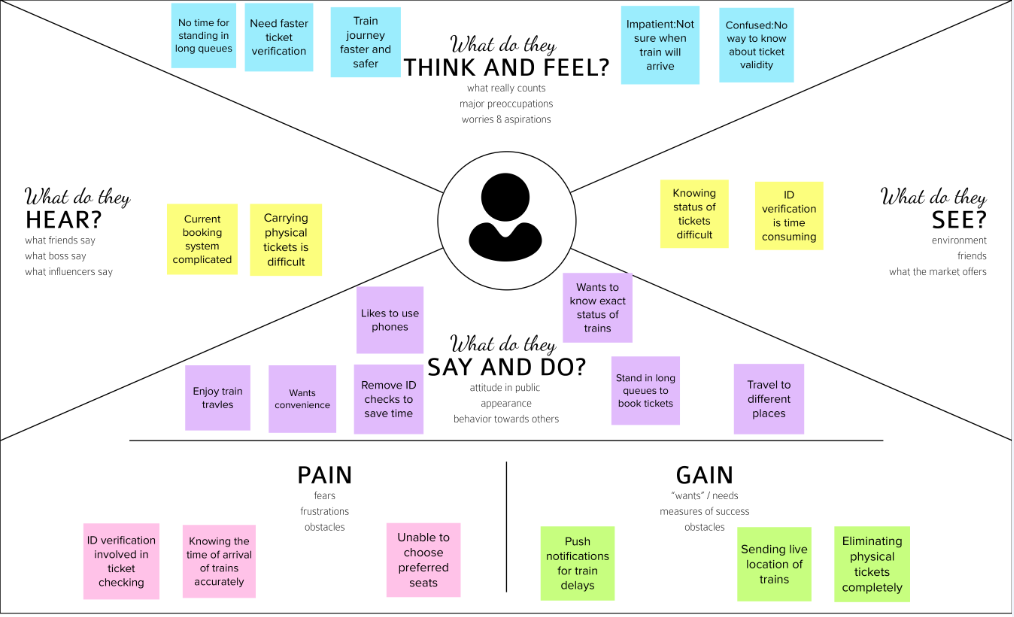 No time for
standing in
long queues
Need faster
ticket
verification
Train
journey
faster and
safer
What do they
THINK AND FEEL?
what really counts
major preoccupations
worries & aspirations
Impatient:Not
sure when
train will
arrive
Confused:No
way to know
about ticket
validity
What do they
HEAR?
what friends say
what boss say
what influencers say
Current
booking
system
complicated
Carrying
physical
tickets is
difficult
Knowing
status of
tickets
difficult
ID
verification
is time
consuming
What do they
SEE?
environment
friends
what the market offers
Likes to use
phones
Wants to
know exact
status of
trains
What do they
SAY AND DO?
attitude in public
appearance
behavior towards others
Enjoy train
travles
Wants
convenience
Remove ID
checks to
save time
Stand in long
queues to
book tickets
Travel to
different
places
PAIN
fears
frustrations
obstacles
ID verification
involved in
ticket
checking
Knowing the
time of arrival
of trains
accurately
Unable to
choose
preferred
seats
GAIN
"wants" / needs
measures of success
obstacles
Push
notifications
for train
delays
Sending live
location of
trains
Eliminating
physical
tickets
completely